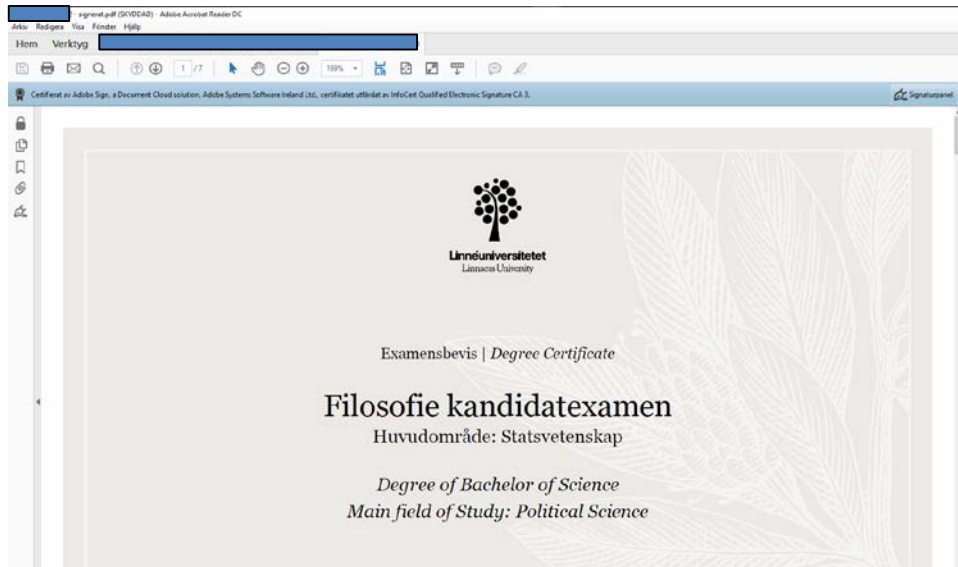 - signerat.pdf (SKYDDAD) - Adobe Acrobat Reader DC
Arkiv Redigera Visa Fönster Hjälp
Hem Verktyg
1 /7
Certifierat av Adobe Sign, a Document Cloud solution, Adobe Systems Software Ireland Ltd., certifikatet utfärdat av InfoCert Qualified Electronic Signature CA 3.
Signaturpanel
Linnéuniversitetet
Linnaeus University
Examensbevis | Degree Certificate
Filosofie kandidatexamen
Huvudområde: Statsvetenskap
Degree of Bachelor of Science
Main field of Study: Political Science